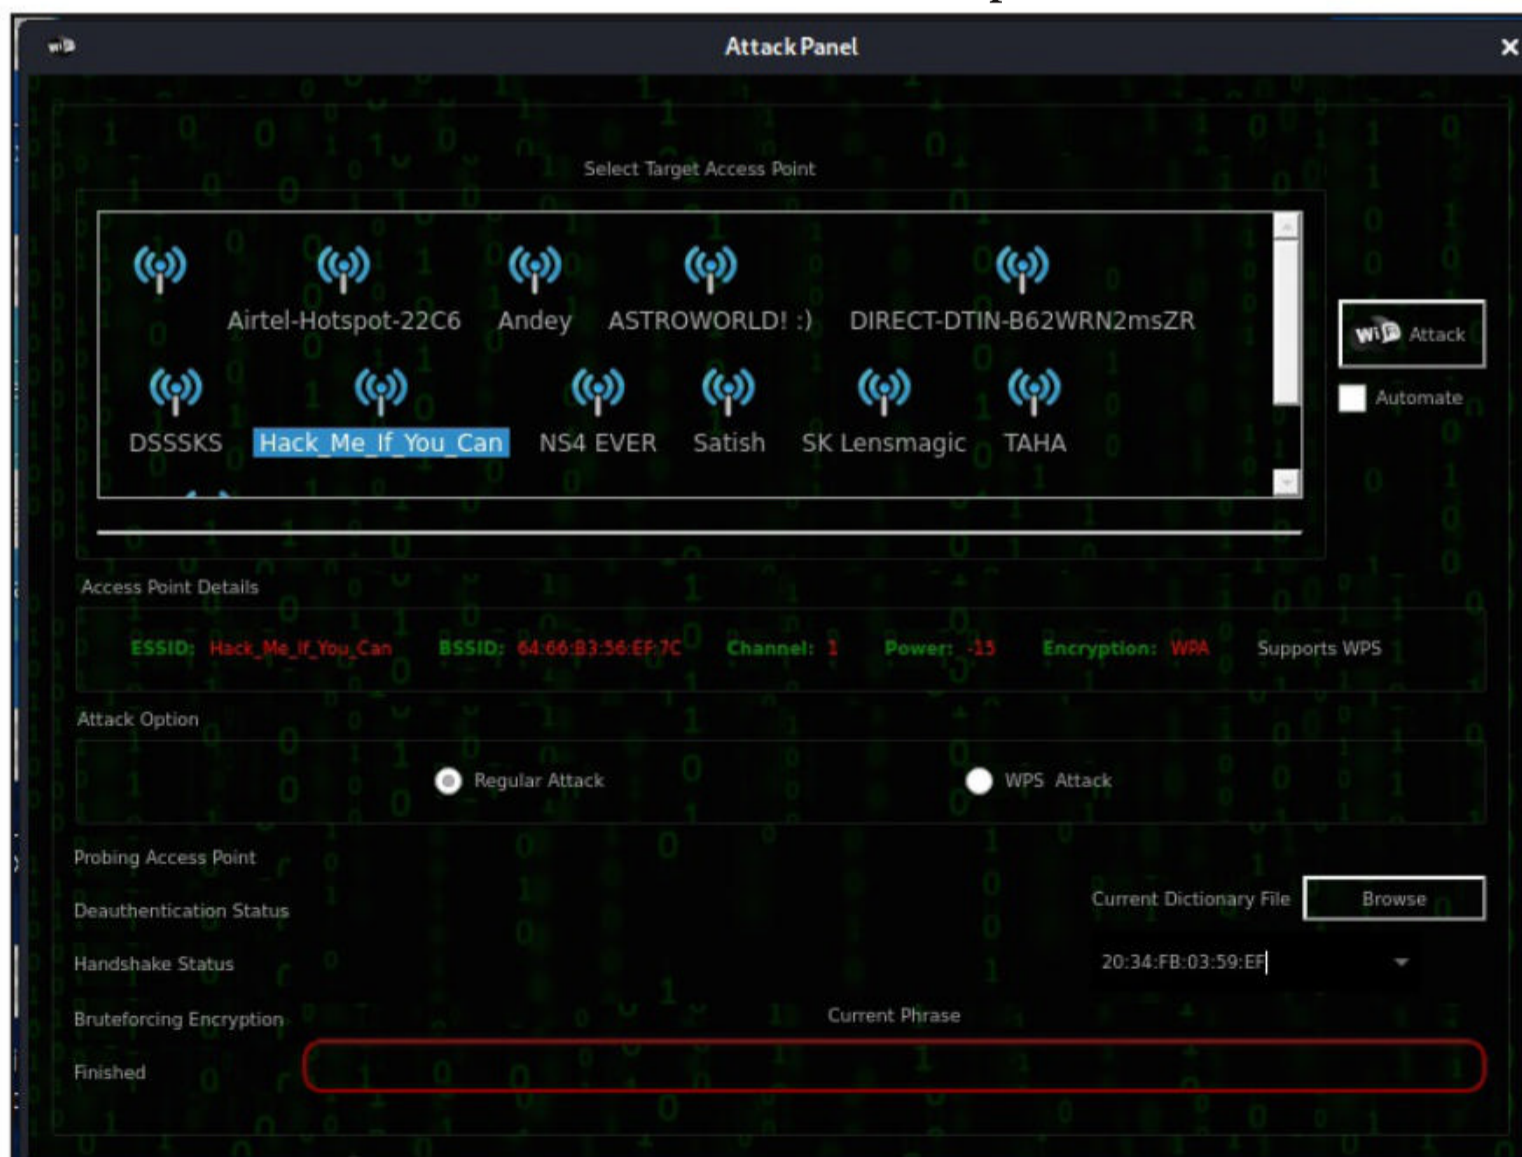 Attack Panel
Select Target Access Point
Airtel-Hotspot-22C6 Andey ASTROWORLD! :) DIRECT-DTIN-B62WRN2msZR
WiFi Attack
Automate
DSSSKS Hack_Me_If_You_Can NS4 EVER Satish SK Lensmagic TAHA
Access Point Details
ESSID: Hack_Me_If_You_Can BSSID: 64:66:B3:56:EF:7C Channel: 1 Power: -15 Encryption: WPA Supports WPS
Attack Option
Regular Attack WPS Attack
Probing Access Point
Current Dictionary File Browse
Deauthentication Status
Handshake Status 20:34:FB:03:59:EF
Bruteforcing Encryption Current Phrase
Finished